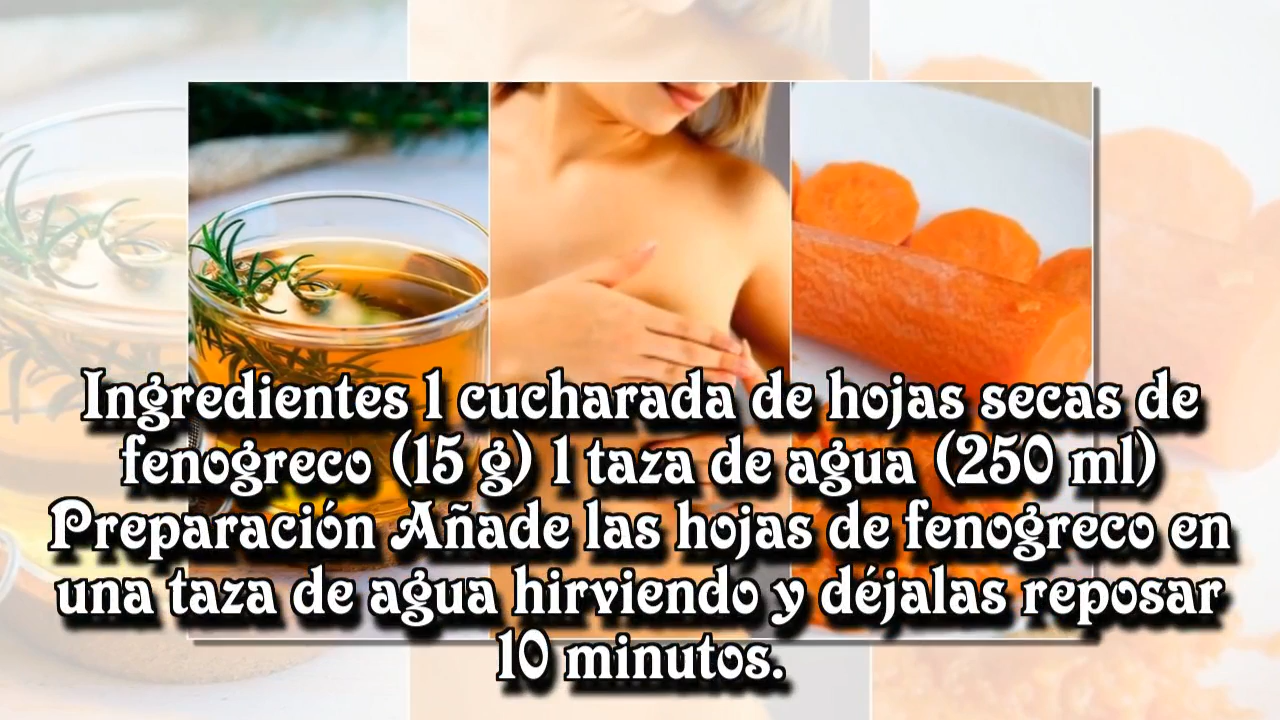 Ingredientes 1 cucharada de hojas secas de
fenogreco (15 g) 1 taza de agua (250 ml)
Preparación Añade las hojas de fenogreco en
una taza de agua hirviendo y déjalas reposar
10 minutos.